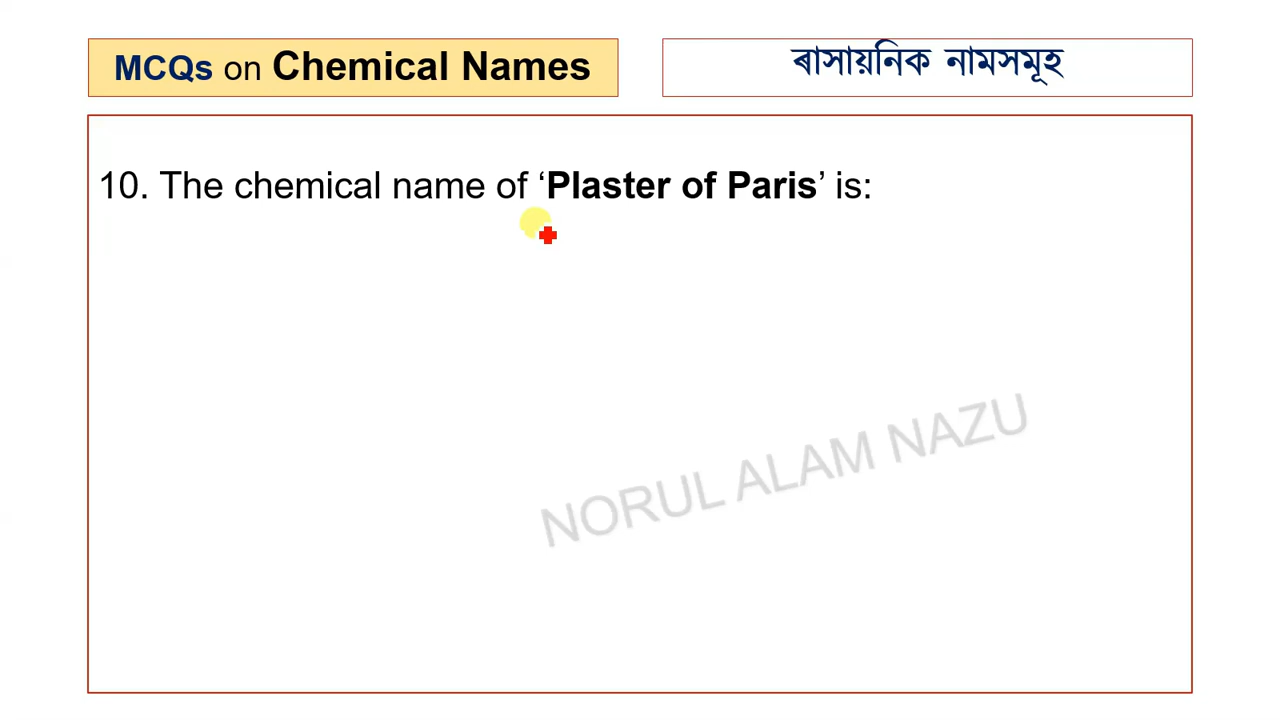 MCQs on Chemical Names
ৰাসায়নিক নামসমূহ
10. The chemical name of ‘Plaster of Paris’ is:
NORUL ALAM NAZU